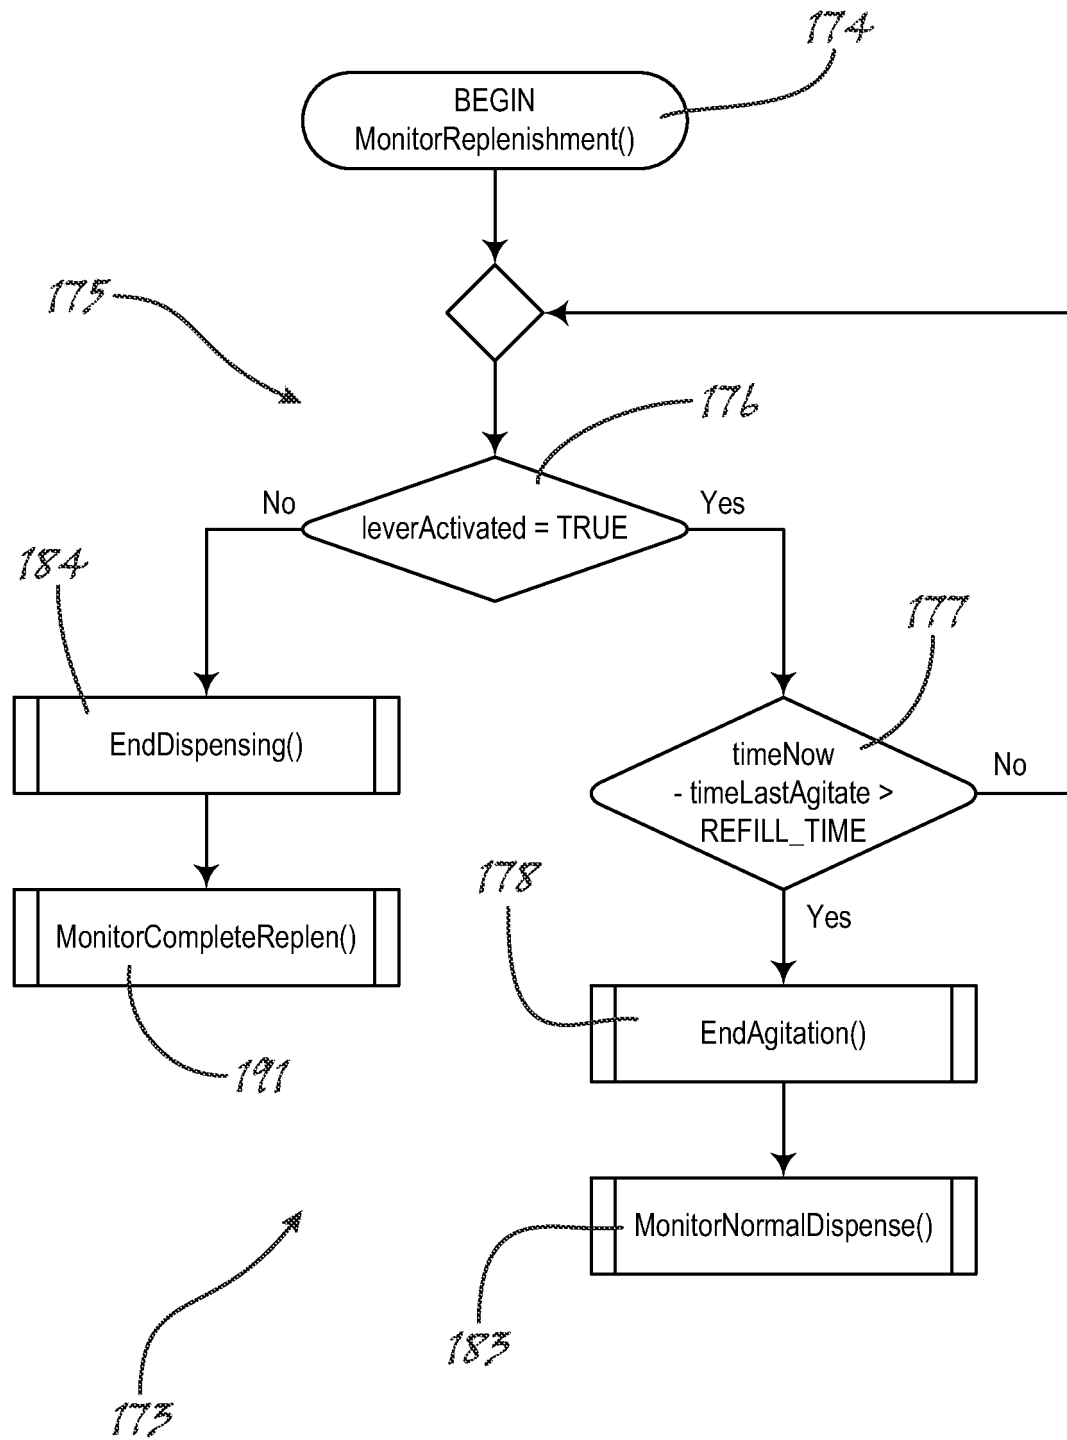 174
BEGIN
MonitorReplenishment()
175
176
No
Yes
leverActivated = TRUE
184
177
EndDispensing()
timeNow
- timeLastAgitate >
REFILL_TIME
No
178
Yes
MonitorCompleteReplen()
EndAgitation()
191
MonitorNormalDispense()
183
173